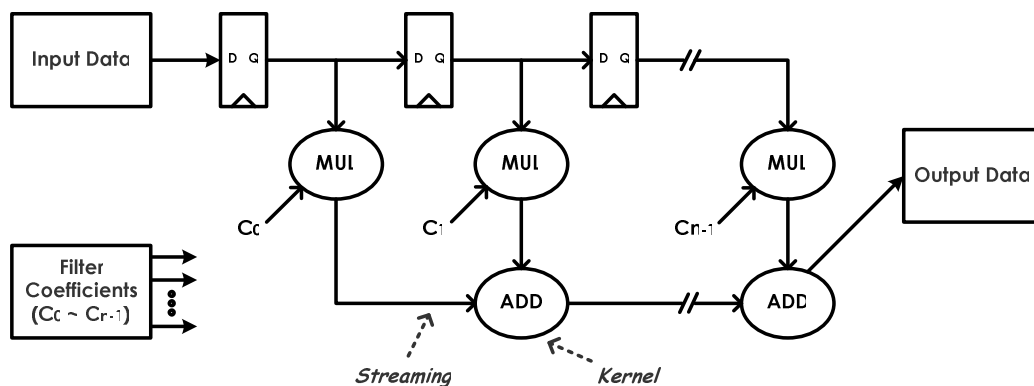 Input Data
D Q
D Q
D Q
MUL
MUL
MUL
Output Data
C0
C1
Cn-1
Filter
Coefficients
(C0 ~ Cn-1)
ADD
ADD
Streaming
Kernel